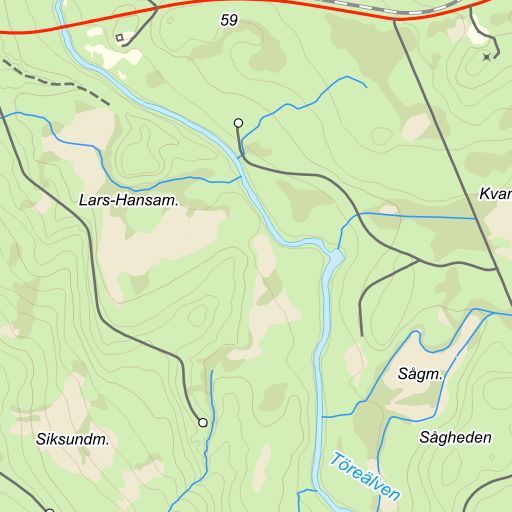 59
Lars-Hansam.
Kvar
Sågm.
Siksundm.
Sågheden
Töreälven